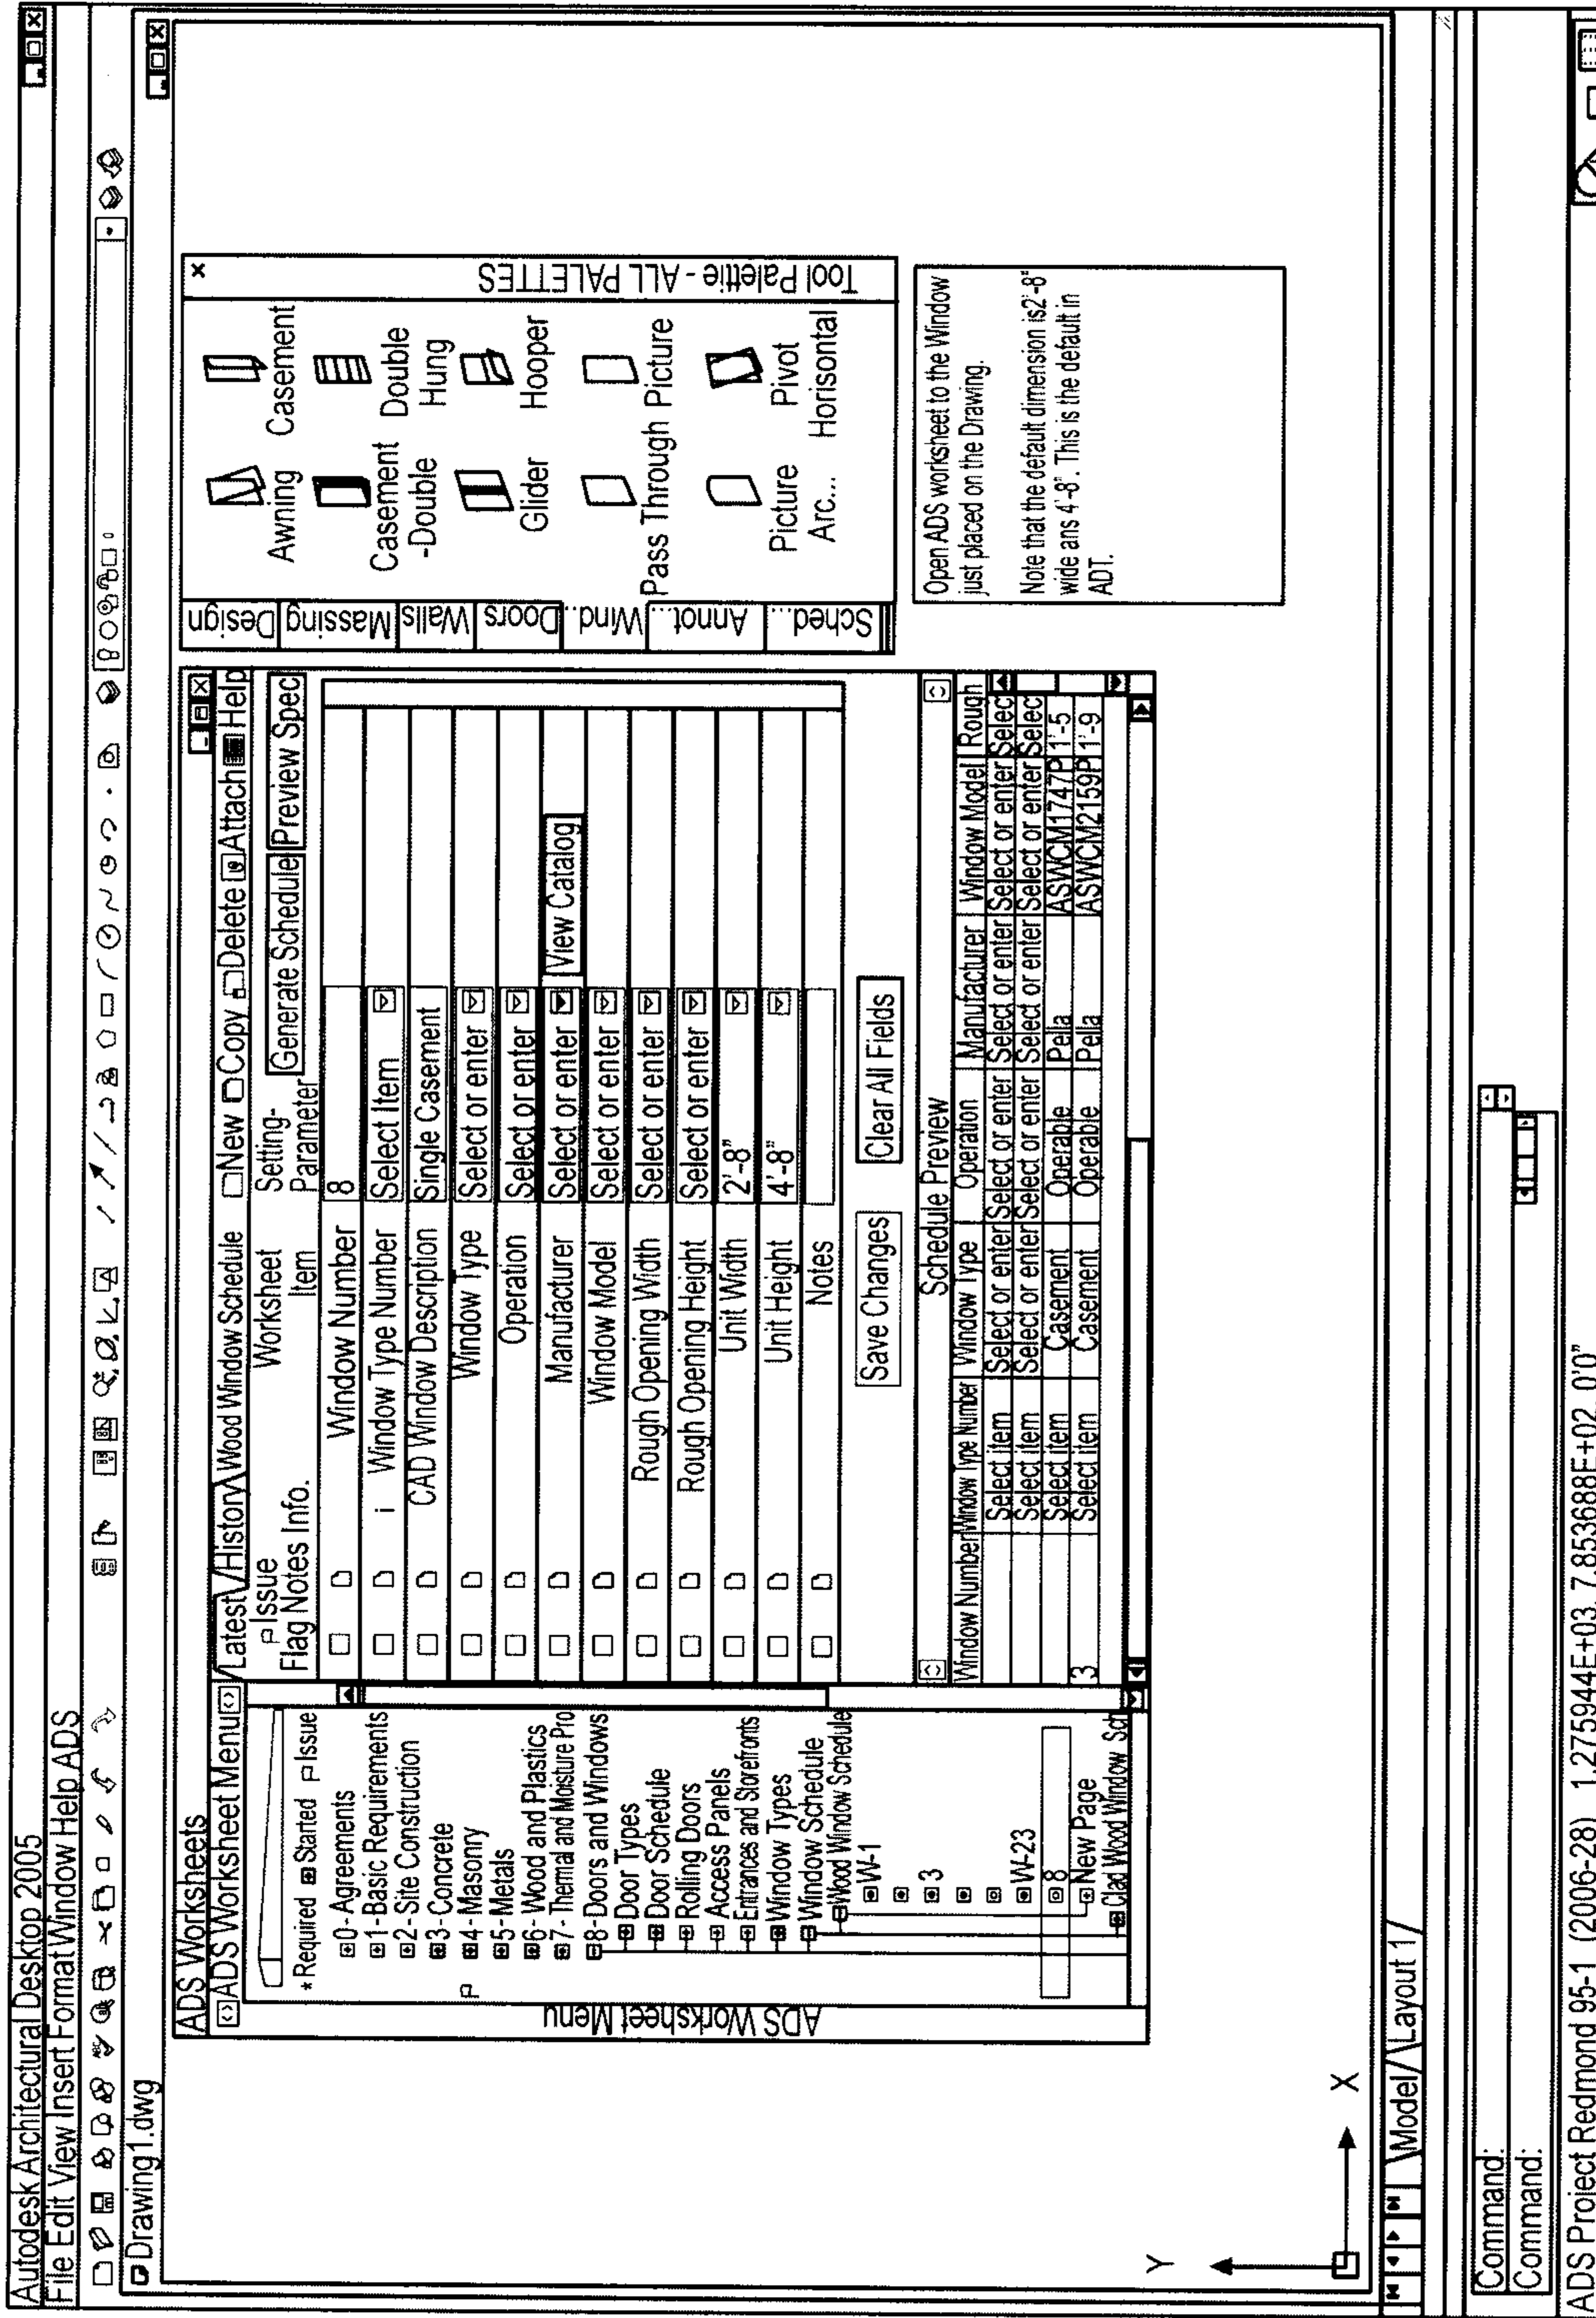 Autodesk Architectural Desktop 2005
File Edit View Insert Format Window Help ADS
Drawing1.dwg
ADS Worksheets
ADS Worksheet Menu
*Required Started Issue
0 - Agreements
1 - Basic Requirements
2 - Site Construction
3 - Concrete
4 - Masonry
5 - Metals
6 - Wood and Plastics
7 - Thermal and Moisture Pro
8 - Doors and Windows
Door Types
Door Schedule
Rolling Doors
Access Panels
Entrances and Storefronts
Window Types
Window Schedule
Wood Window Schedule
W-1
3
W-23
8
New Page
Clad Wood Window Sch
ADS Worksheet Menu
Latest History Wood Window Schedule New Copy Delete Attach Help
Issue Worksheet Setting- Generate Schedule Preview Spec
Flag Notes Info. Item Parameter
Window Number 8
i Window Type Number Select Item
CAD Window Description Single Casement
Window Type Select or enter
Operation Select or enter
Manufacturer Select or enter View Catalog
Window Model Select or enter
Rough Opening Width Select or enter
Rough Opening Height Select or enter
Unit Width 2'-8"
Unit Height 4'-8"
Notes
Save Changes Clear All Fields
Schedule Preview
Window Number Window Type Number Window Type Operation Manufacturer Window Model Rough
Select item Select or enter Select or enter Select or enter Select or enter Selec
Select item Select or enter Select or enter Select or enter Select or enter Selec
Select item Casement Operable Pella ASWCM1747P 1'-5
3 Select item Casement Operable Pella ASWCM2159P 1'-9
Design
Massing
Walls
Doors
Wind...
Annot...
Sched...
Awning Casement
Casement -Double Double Hung
Glider Hooper
Pass Through Picture
Picture Arc... Pivot Horisontal
Tool Palettie - ALL PALETTES
Open ADS worksheet to the Window
just placed on the Drawing.
Note that the default dimension is2'-8"
wide ans 4'-8". This is the default in
ADT.
Y
X
Model Layout 1
Command:
Command:
ADS Project Redmond 95-1 (2006-28) 1.275944E+03, 7.853688E+02, 0'0"